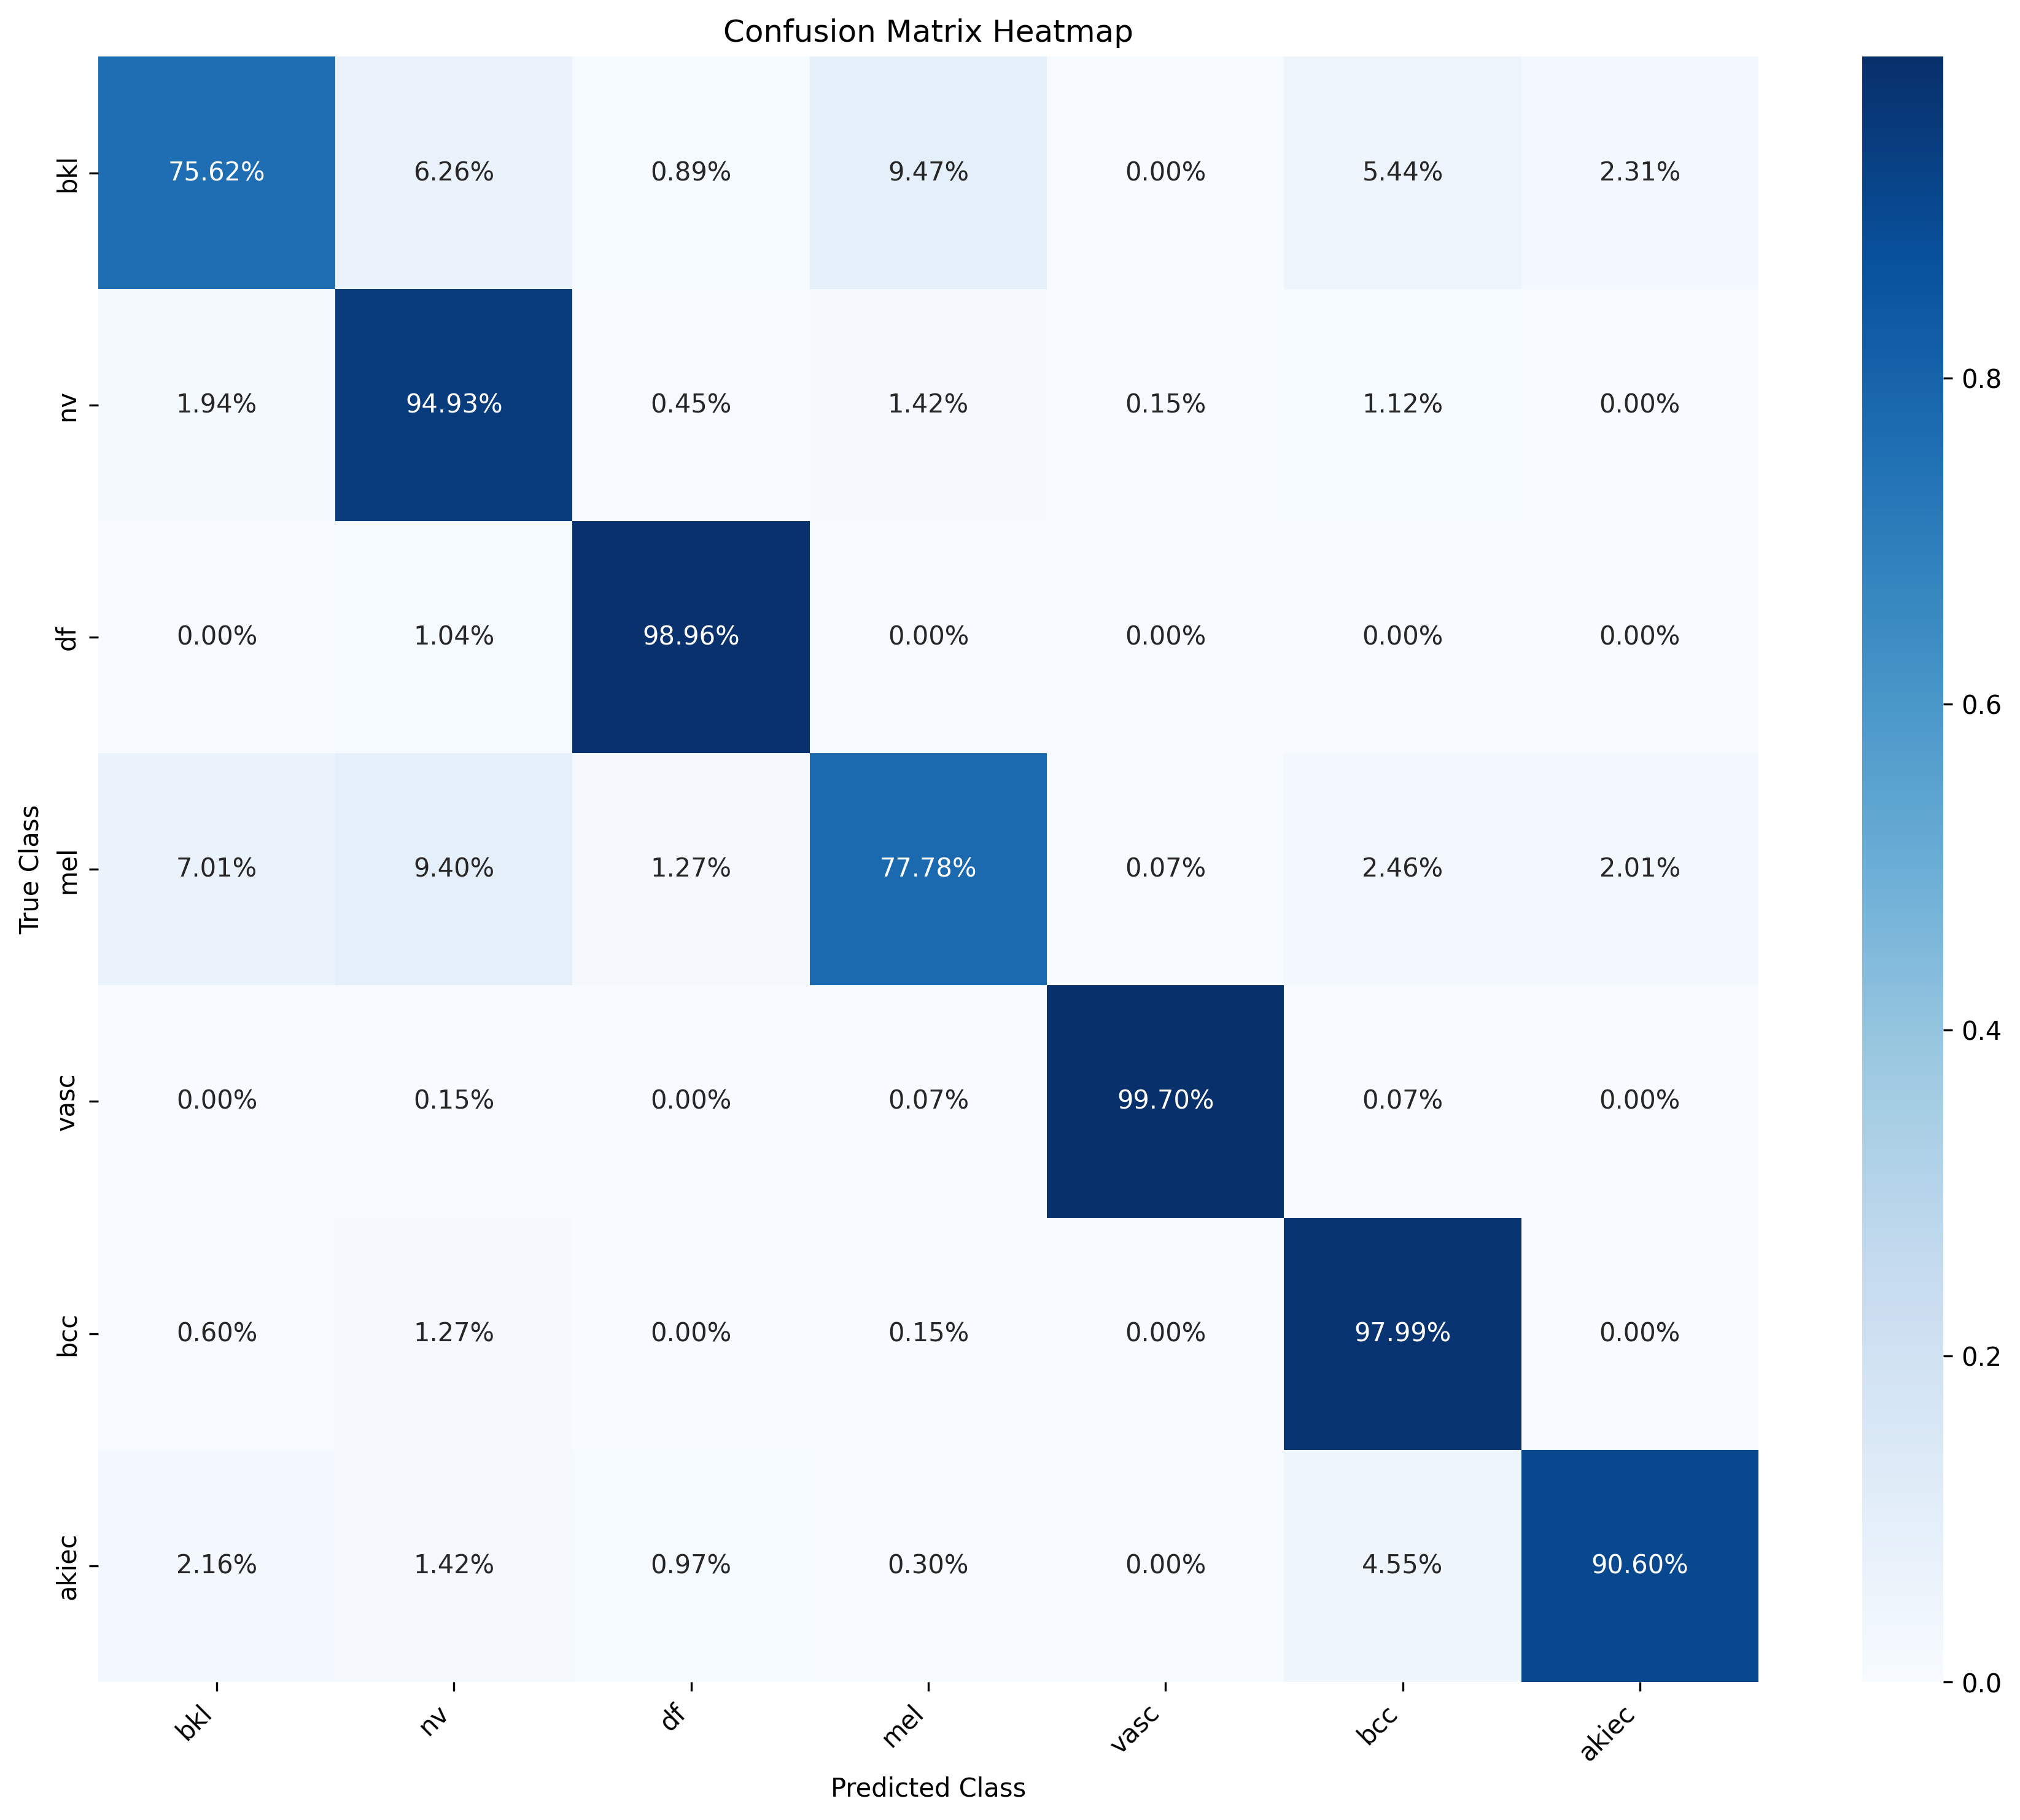 Confusion Matrix Heatmap
bkl 75.62% 6.26% 0.89% 9.47% 0.00% 5.44% 2.31%
nv 1.94% 94.93% 0.45% 1.42% 0.15% 1.12% 0.00%
df 0.00% 1.04% 98.96% 0.00% 0.00% 0.00% 0.00%
mel 7.01% 9.40% 1.27% 77.78% 0.07% 2.46% 2.01%
vasc 0.00% 0.15% 0.00% 0.07% 99.70% 0.07% 0.00%
bcc 0.60% 1.27% 0.00% 0.15% 0.00% 97.99% 0.00%
akiec 2.16% 1.42% 0.97% 0.30% 0.00% 4.55% 90.60%
True Class
bkl nv df mel vasc bcc akiec
Predicted Class
0.8
0.6
0.4
0.2
0.0